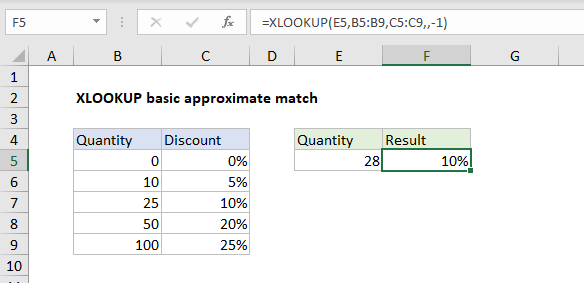 F5 fx =XLOOKUP(E5,B5:B9,C5:C9,,-1)
A B C D E F G
1
2 XLOOKUP basic approximate match
3
4 Quantity Discount Quantity Result
5 0 0% 28 10%
6 10 5%
7 25 10%
8 50 20%
9 100 25%
10